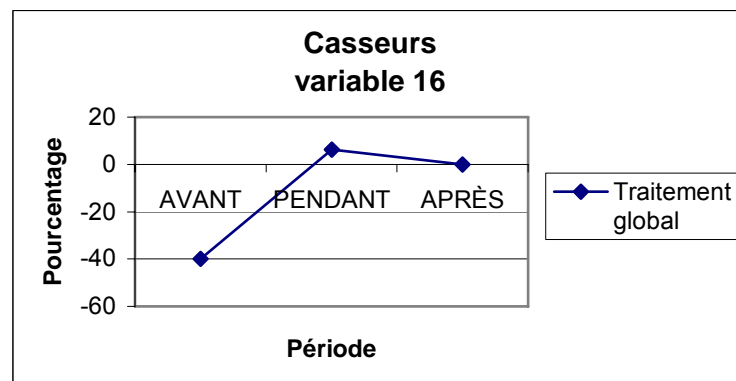 Casseurs
variable 16
Pourcentage
20
0
-20
-40
-60
AVANT PENDANT APRÈS
Période
Traitement
global